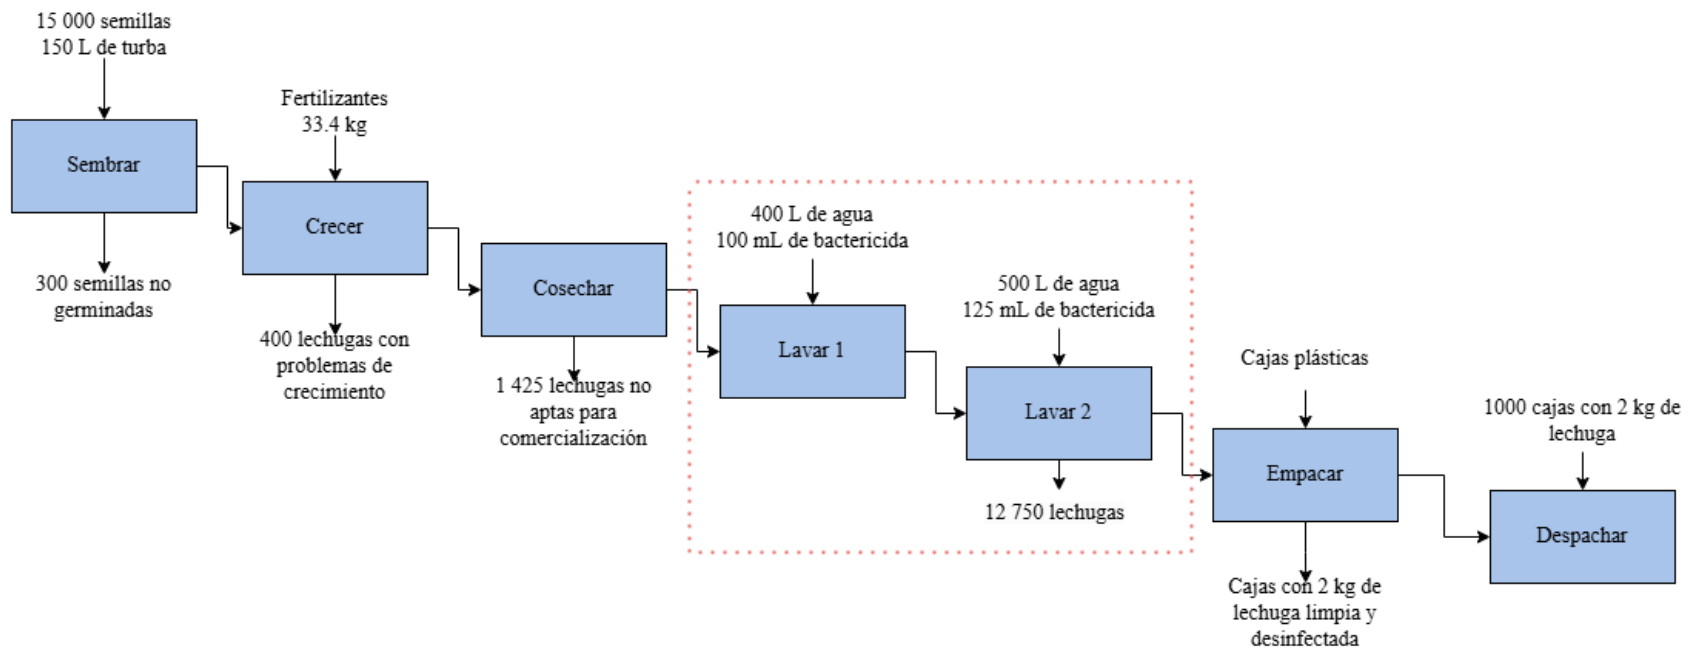 15 000 semillas
150 L de turba
Sembrar
300 semillas no
germinadas
Fertilizantes
33.4 kg
Crecer
400 lechugas con
problemas de
crecimiento
Cosechar
1 425 lechugas no
aptas para
comercialización
400 L de agua
100 mL de bactericida
Lavar 1
500 L de agua
125 mL de bactericida
Lavar 2
12 750 lechugas
Cajas plásticas
Empacar
Cajas con 2 kg de
lechuga limpia y
desinfectada
1000 cajas con 2 kg de
lechuga
Despachar